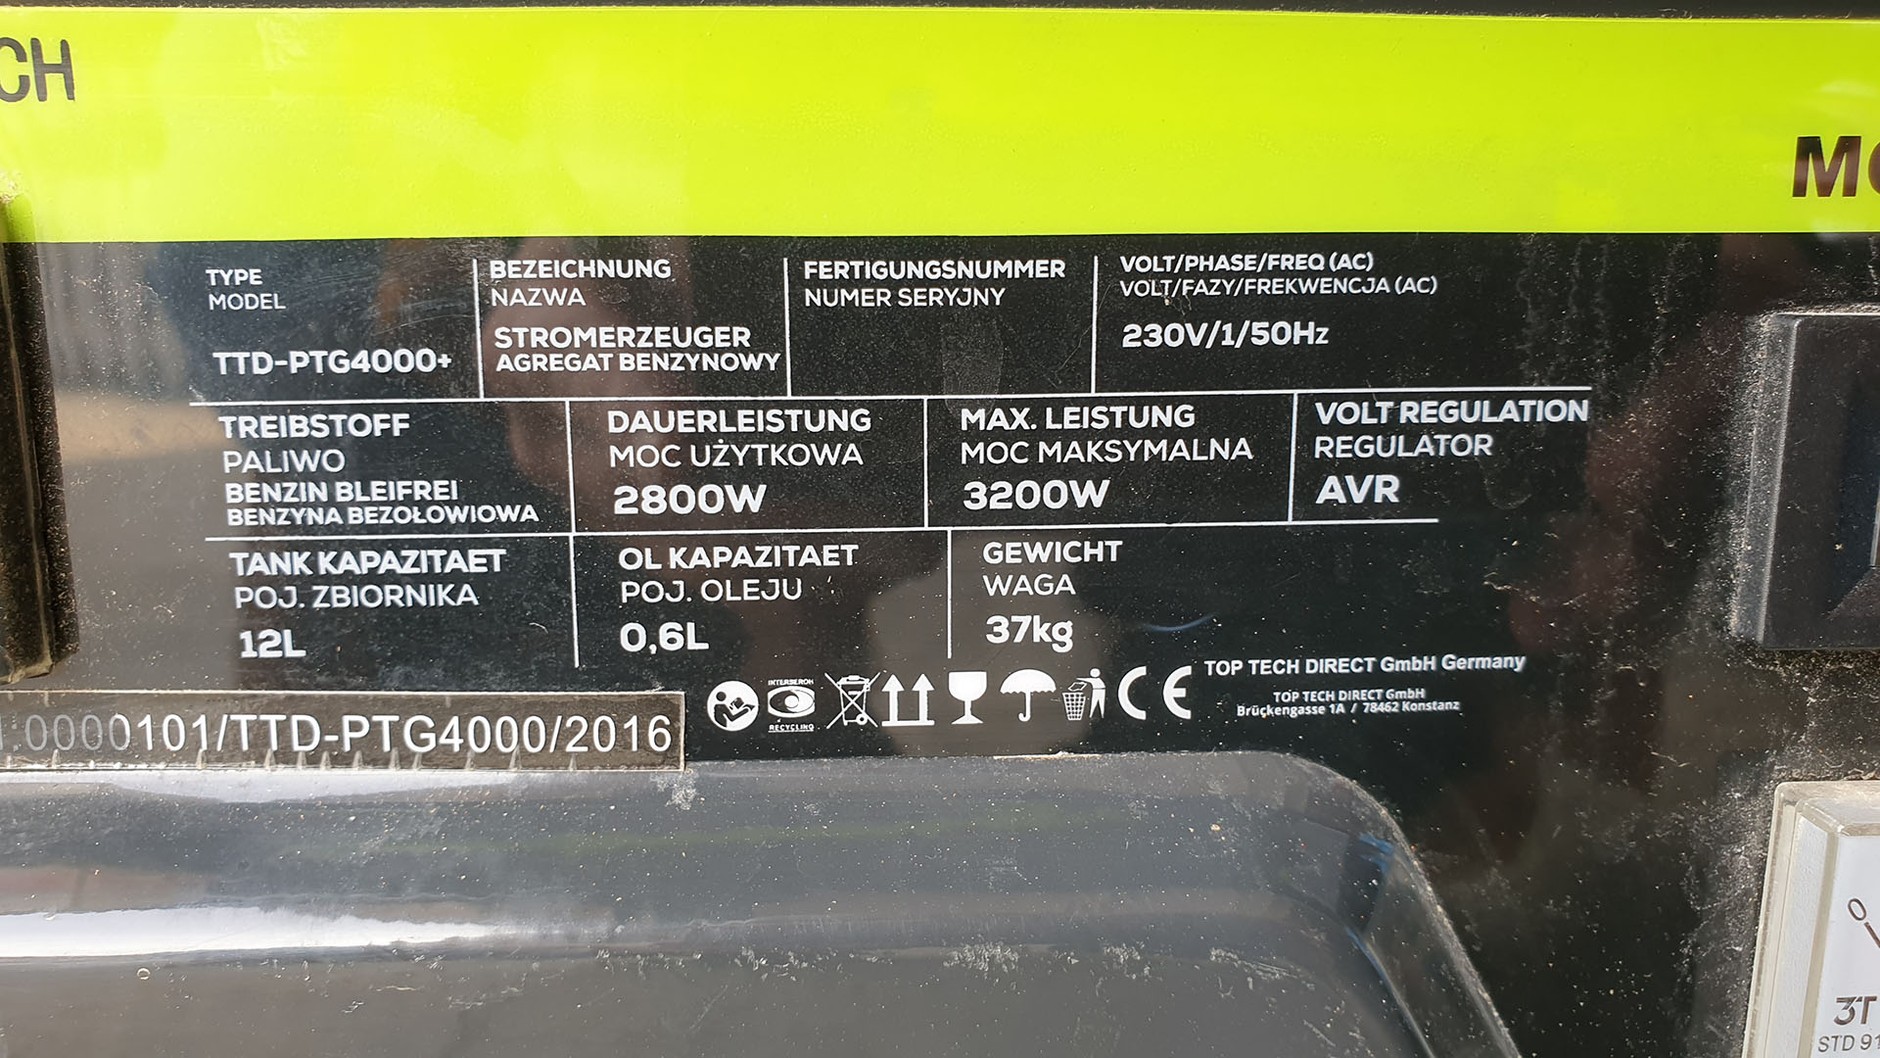 CH
TYPE
MODEL
TTD-PTG4000+
BEZEICHNUNG
NAZWA
STROMERZEUGER
AGREGAT BENZYNOWY
FERTIGUNGSNUMMER
NUMER SERYJNY
VOLT/PHASE/FREQ (AC)
VOLT/FAZY/FREKWENCJA (AC)
230V/1/50Hz
TREIBSTOFF
PALIWO
BENZIN BLEIFREI
BENZYNA BEZOŁOWIOWA
DAUERLEISTUNG
MOC UŻYTKOWA
2800W
MAX. LEISTUNG
MOC MAKSYMALNA
3200W
VOLT REGULATION
REGULATOR
AVR
TANK KAPAZITAET
POJ. ZBIORNIKA
12L
OL KAPAZITAET
POJ. OLEJU
0,6L
GEWICHT
WAGA
37kg
INTERSEROH
RECYCLING
CE
TOP TECH DIRECT GmbH Germany
TOP TECH DIRECT GmbH
Brückengasse 1A / 78462 Konstanz
0000101/TTD-PTG4000/2016
0
3T
STD 91